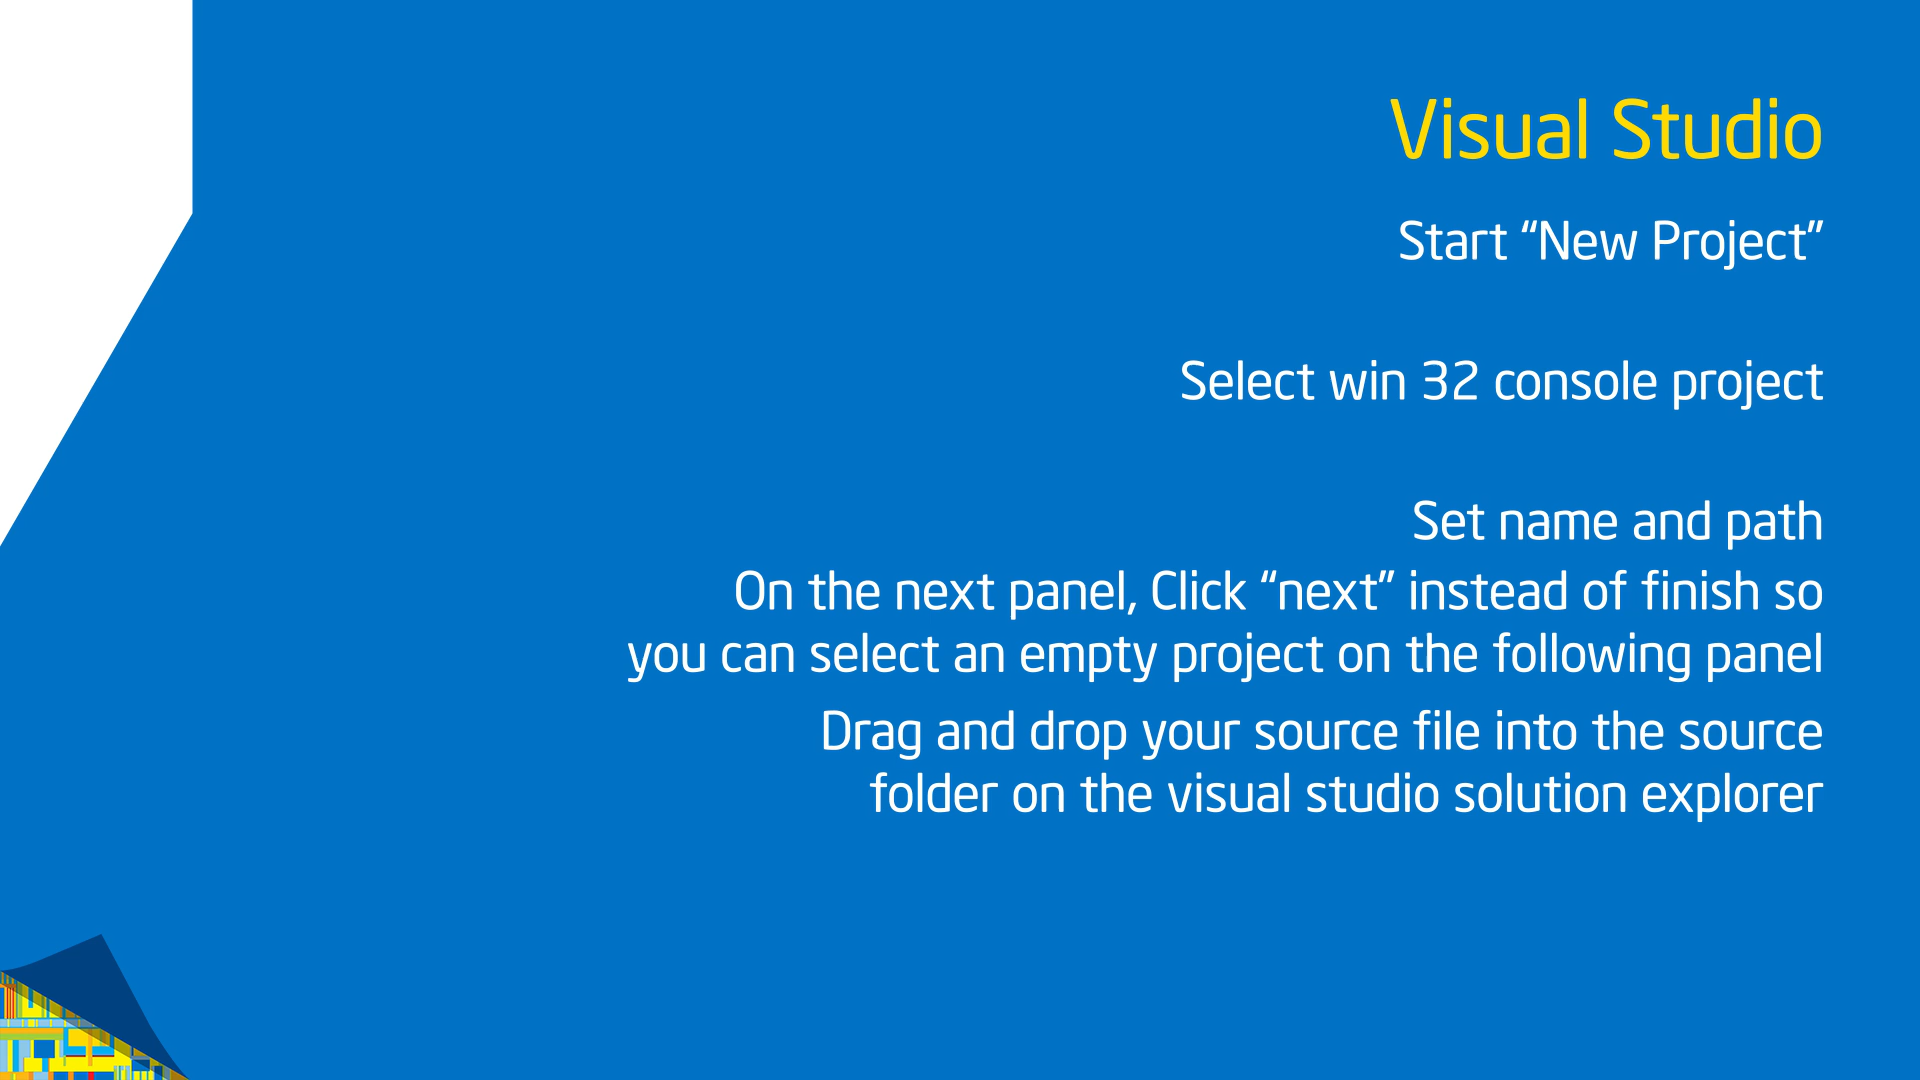 Visual Studio
Start “New Project”
Select win 32 console project
Set name and path
On the next panel, Click “next” instead of finish so
you can select an empty project on the following panel
Drag and drop your source file into the source
folder on the visual studio solution explorer